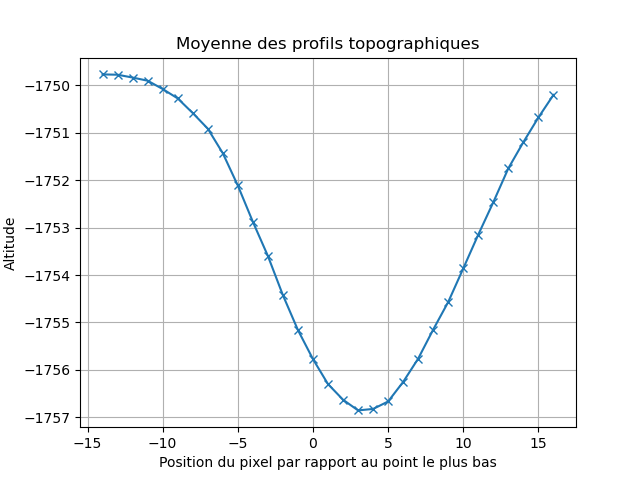 Moyenne des profils topographiques
Altitude
−1750
−1751
−1752
−1753
−1754
−1755
−1756
−1757
−15 −10 −5 0 5 10 15
Position du pixel par rapport au point le plus bas